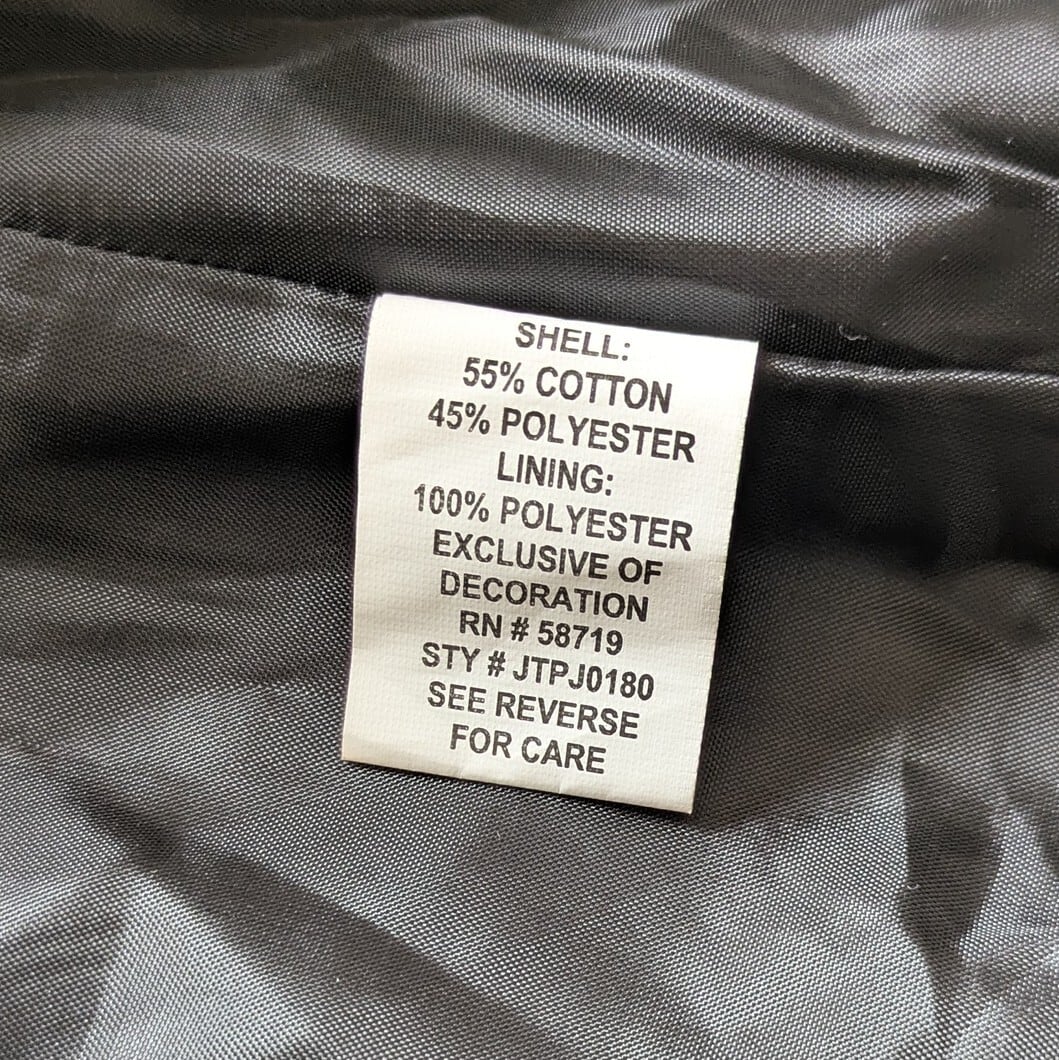 SHELL:
55% COTTON
45% POLYESTER
LINING:
100% POLYESTER
EXCLUSIVE OF
DECORATION
RN # 58719
STY # JTPJ0180
SEE REVERSE
FOR CARE